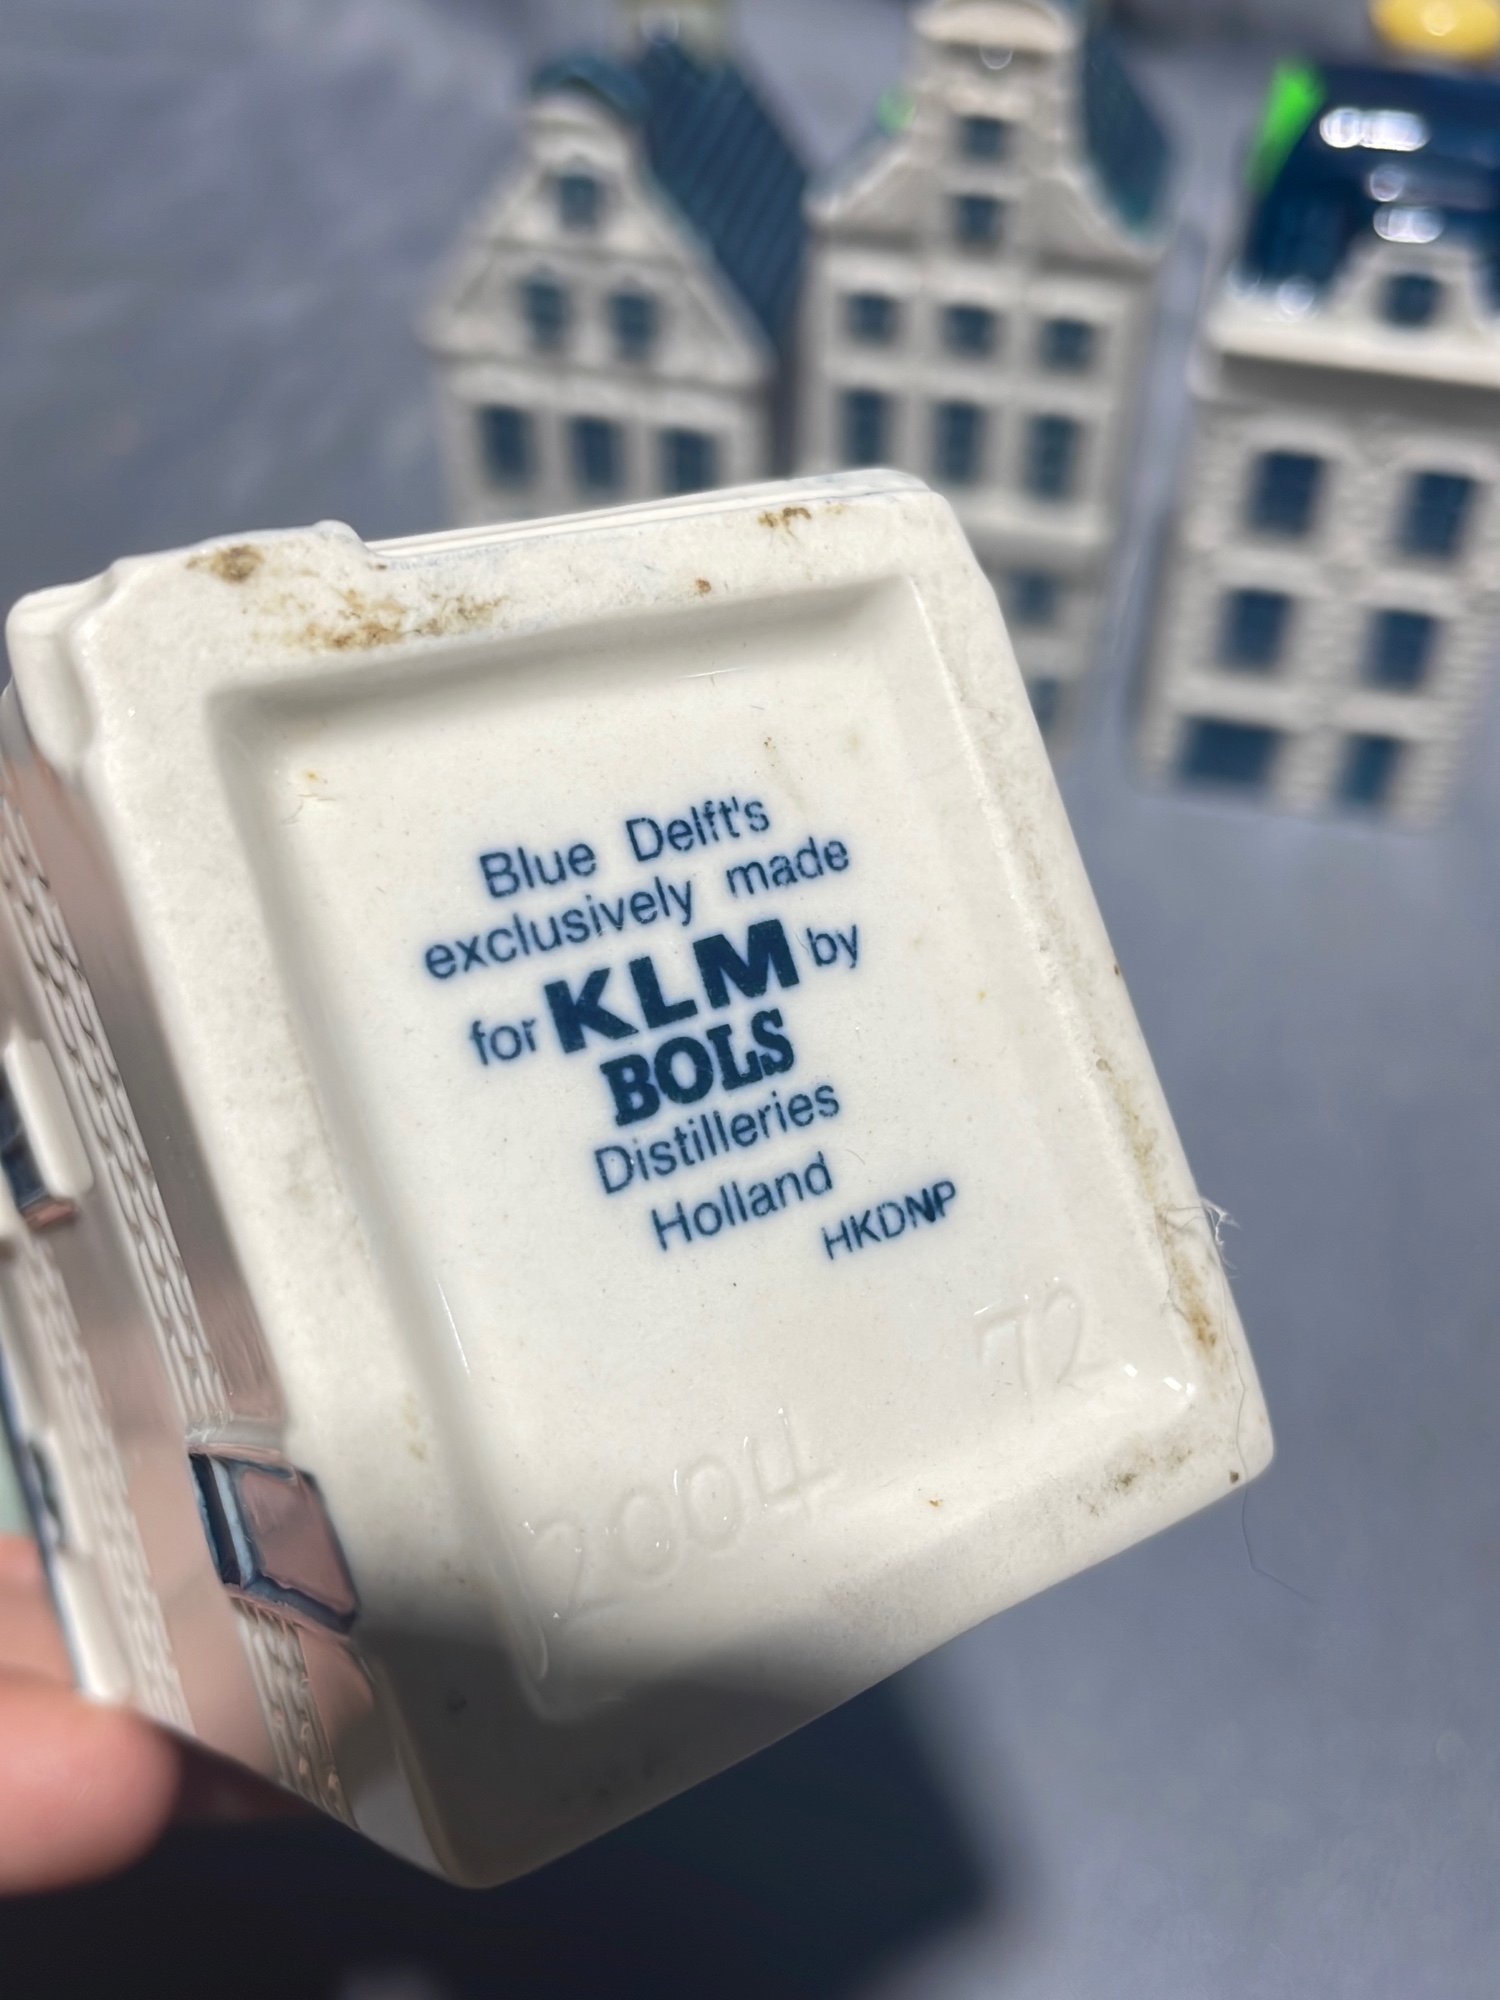 Blue Delft's
exclusively made
for KLM by
BOLS
Distilleries
Holland
HKDNP
72
2004